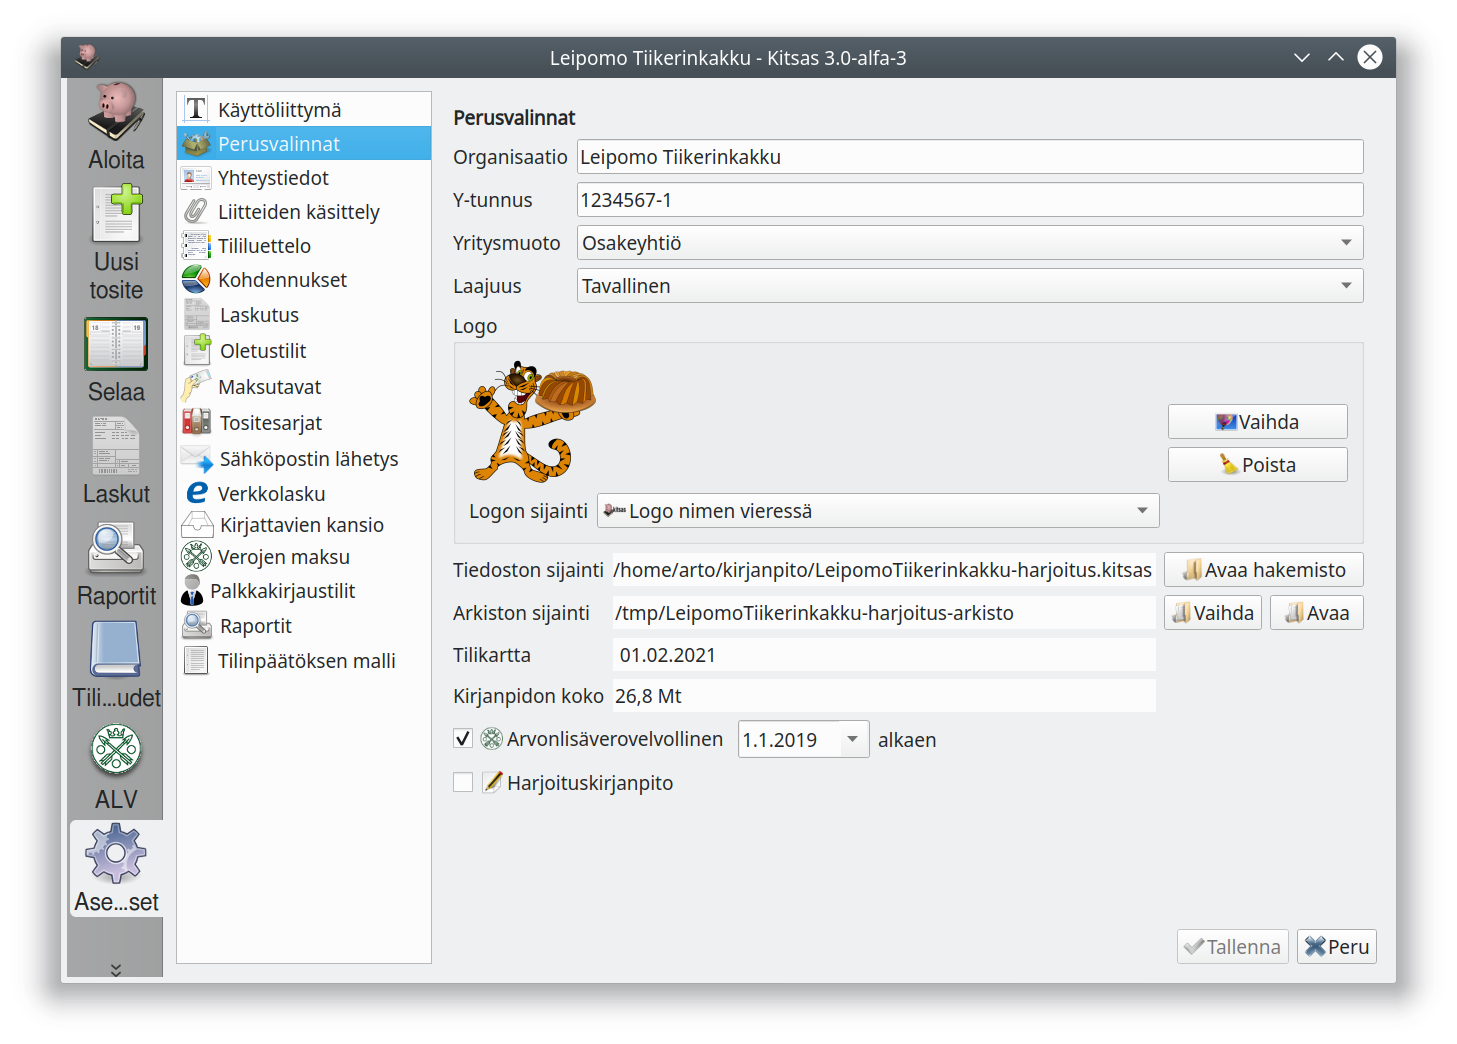 Leipomo Tiikerinkakku - Kitsas 3.0-alfa-3
Aloita
Uusi
tosite
Selaa
Laskut
Raportit
Tili...udet
ALV
Ase...set
Käyttöliittymä
Perusvalinnat
Yhteystiedot
Liitteiden käsittely
Tililuettelo
Kohdennukset
Laskutus
Oletustilit
Maksutavat
Tositesarjat
Sähköpostin lähetys
Verkkolasku
Kirjattavien kansio
Verojen maksu
Palkkakirjaustilit
Raportit
Tilinpäätöksen malli
Perusvalinnat
Organisaatio Leipomo Tiikerinkakku
Y-tunnus 1234567-1
Yritysmuoto Osakeyhtiö
Laajuus Tavallinen
Logo
Vaihda
Poista
Logon sijainti kitsas Logo nimen vieressä
Tiedoston sijainti /home/arto/kirjanpito/LeipomoTiikerinkakku-harjoitus.kitsas Avaa hakemisto
Arkiston sijainti /tmp/LeipomoTiikerinkakku-harjoitus-arkisto Vaihda Avaa
Tilikartta 01.02.2021
Kirjanpidon koko 26,8 Mt
Arvonlisäverovelvollinen 1.1.2019 alkaen
Harjoituskirjanpito
Tallenna Peru